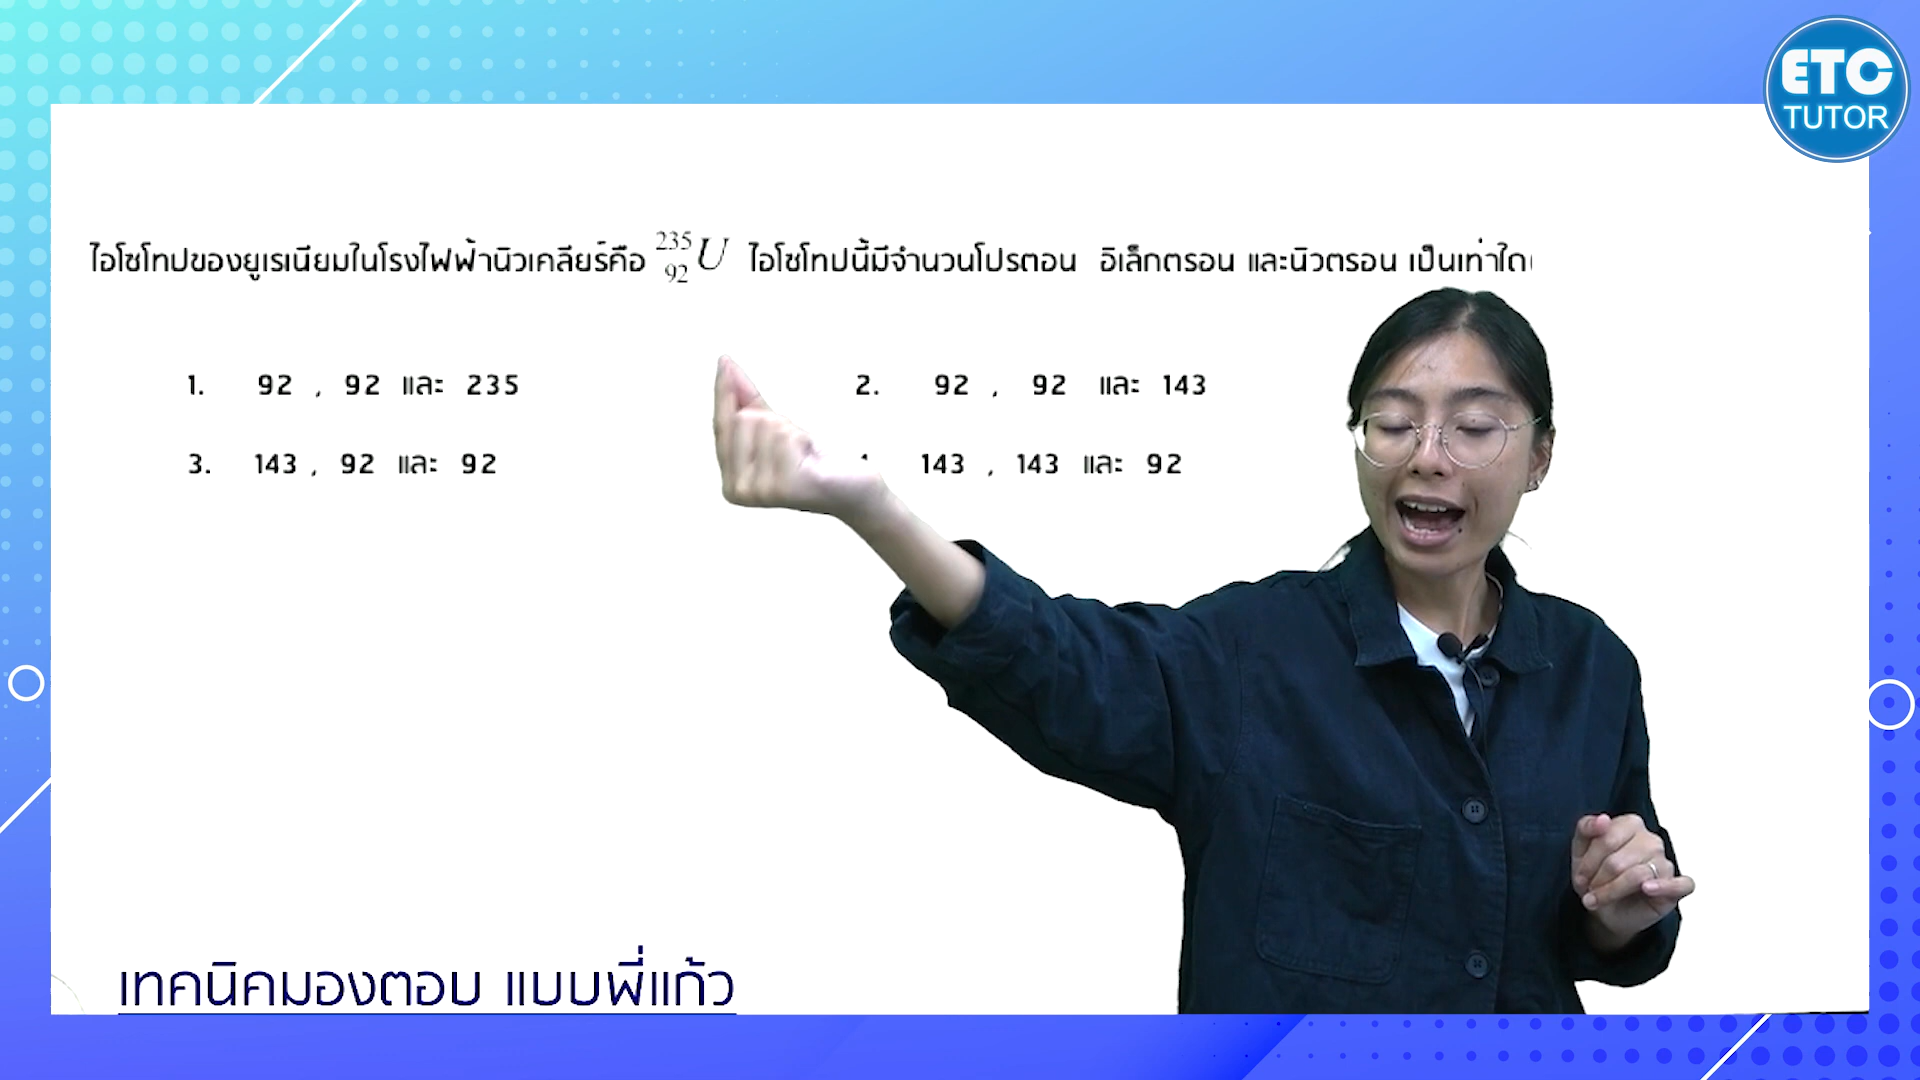 ETC
TUTOR
ไอโซโทปของยูเรเนียมในโรงไฟฟ้านิวเคลียร์คือ ²³⁵₉₂U ไอโซโทปนี้มีจำนวนโปรตอน อิเล็กตรอน และนิวตรอน เป็นเท่าใด
1. 92 , 92 และ 235
2. 92 , 92 และ 143
3. 143 , 92 และ 92
143 , 143 และ 92
เทคนิคมองตอบ แบบพี่แก้ว